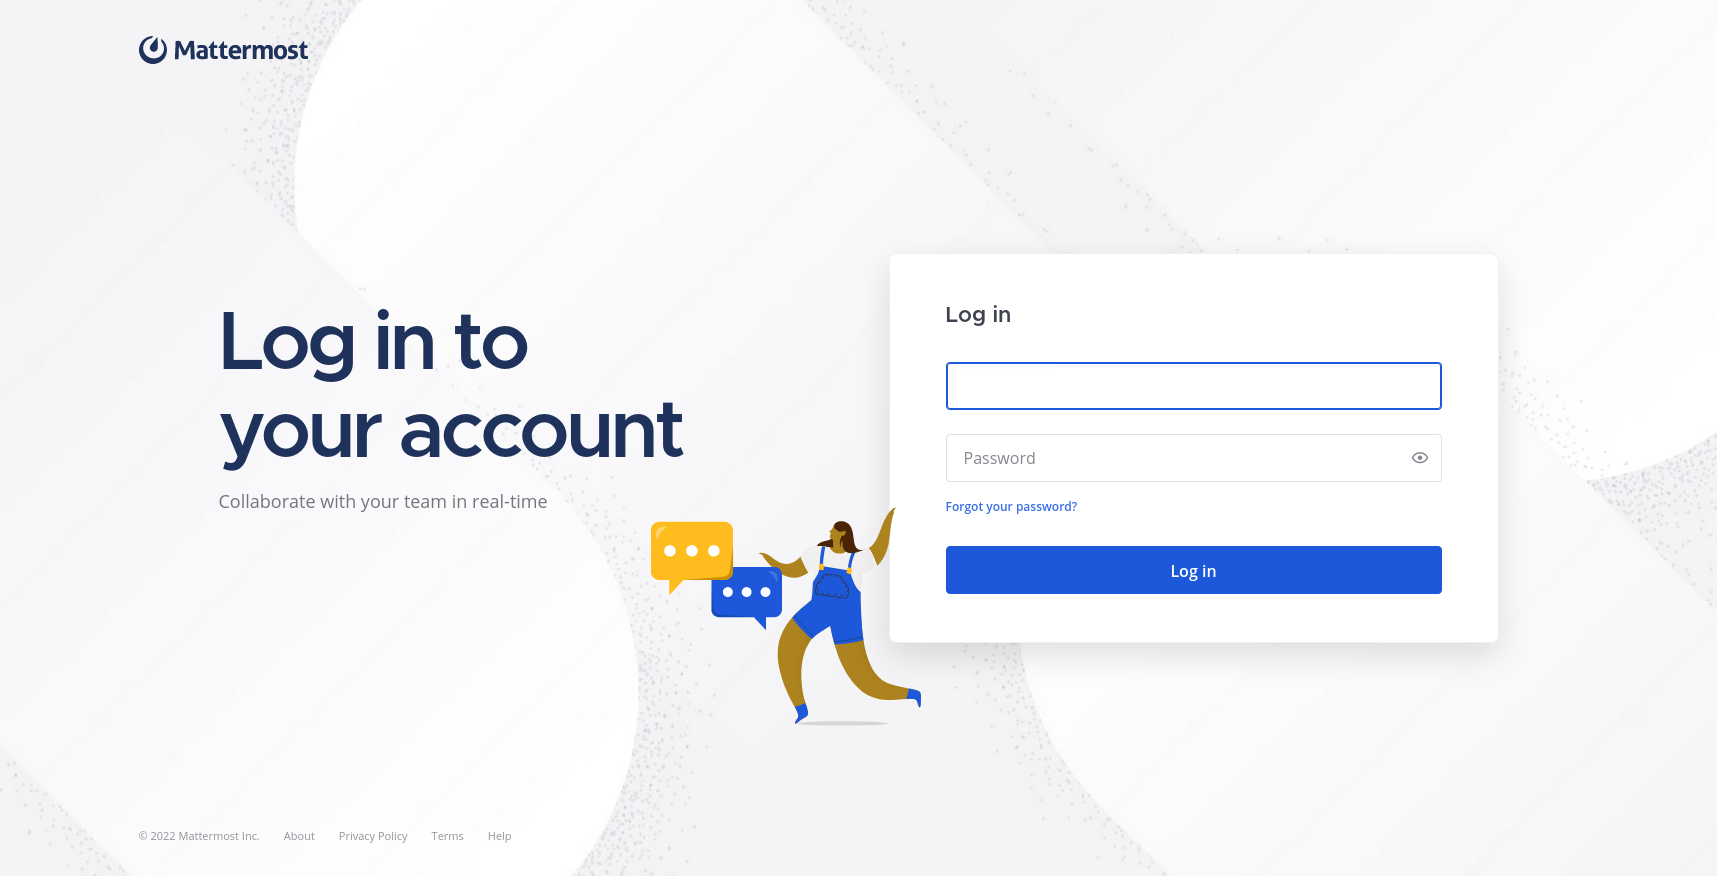 Mattermost
Log in to
your account
Collaborate with your team in real-time
Log in
Password
Forgot your password?
Log in
© 2022 Mattermost Inc. About Privacy Policy Terms Help